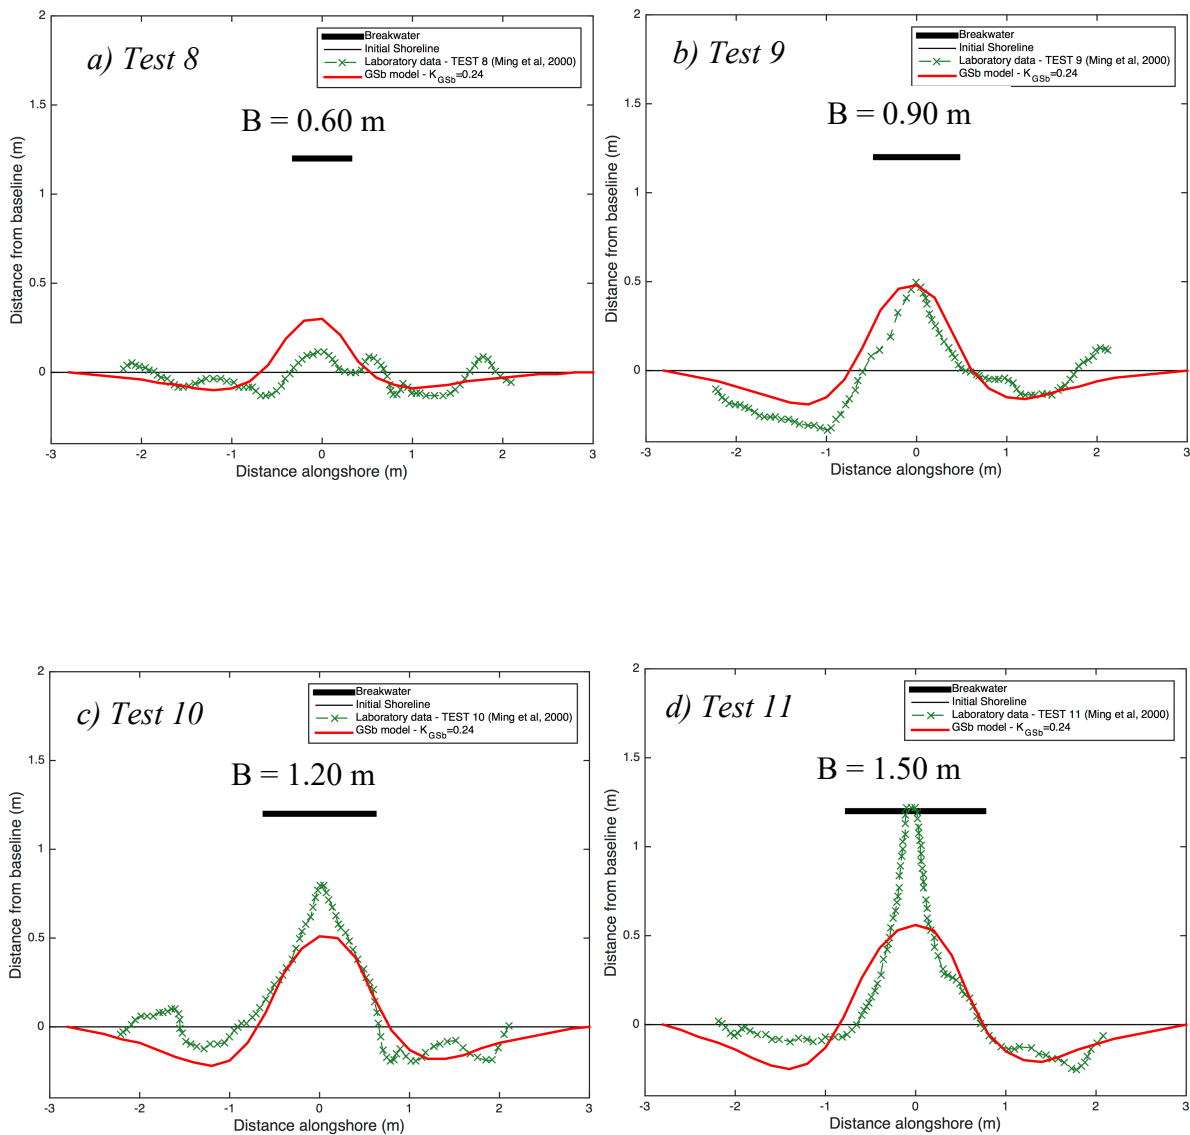 a) Test 8
Breakwater
Initial Shoreline
Laboratory data - TEST 8 (Ming et al, 2000)
GSb model - K_GSb=0.24
B = 0.60 m
Distance from baseline (m)
2
1.5
1
0.5
0
-3 -2 -1 0 1 2 3
Distance alongshore (m)
b) Test 9
Breakwater
Initial Shoreline
Laboratory data - TEST 9 (Ming et al, 2000)
GSb model - K_GSb=0.24
B = 0.90 m
Distance from baseline (m)
2
1.5
1
0.5
0
-3 -2 -1 0 1 2 3
Distance alongshore (m)
c) Test 10
Breakwater
Initial Shoreline
Laboratory data - TEST 10 (Ming et al, 2000)
GSb model - K_GSb=0.24
B = 1.20 m
Distance from baseline (m)
2
1.5
1
0.5
0
-3 -2 -1 0 1 2 3
Distance alongshore (m)
d) Test 11
Breakwater
Initial Shoreline
Laboratory data - TEST 11 (Ming et al, 2000)
GSb model - K_GSb=0.24
B = 1.50 m
Distance from baseline (m)
2
1.5
1
0.5
0
-3 -2 -1 0 1 2 3
Distance alongshore (m)